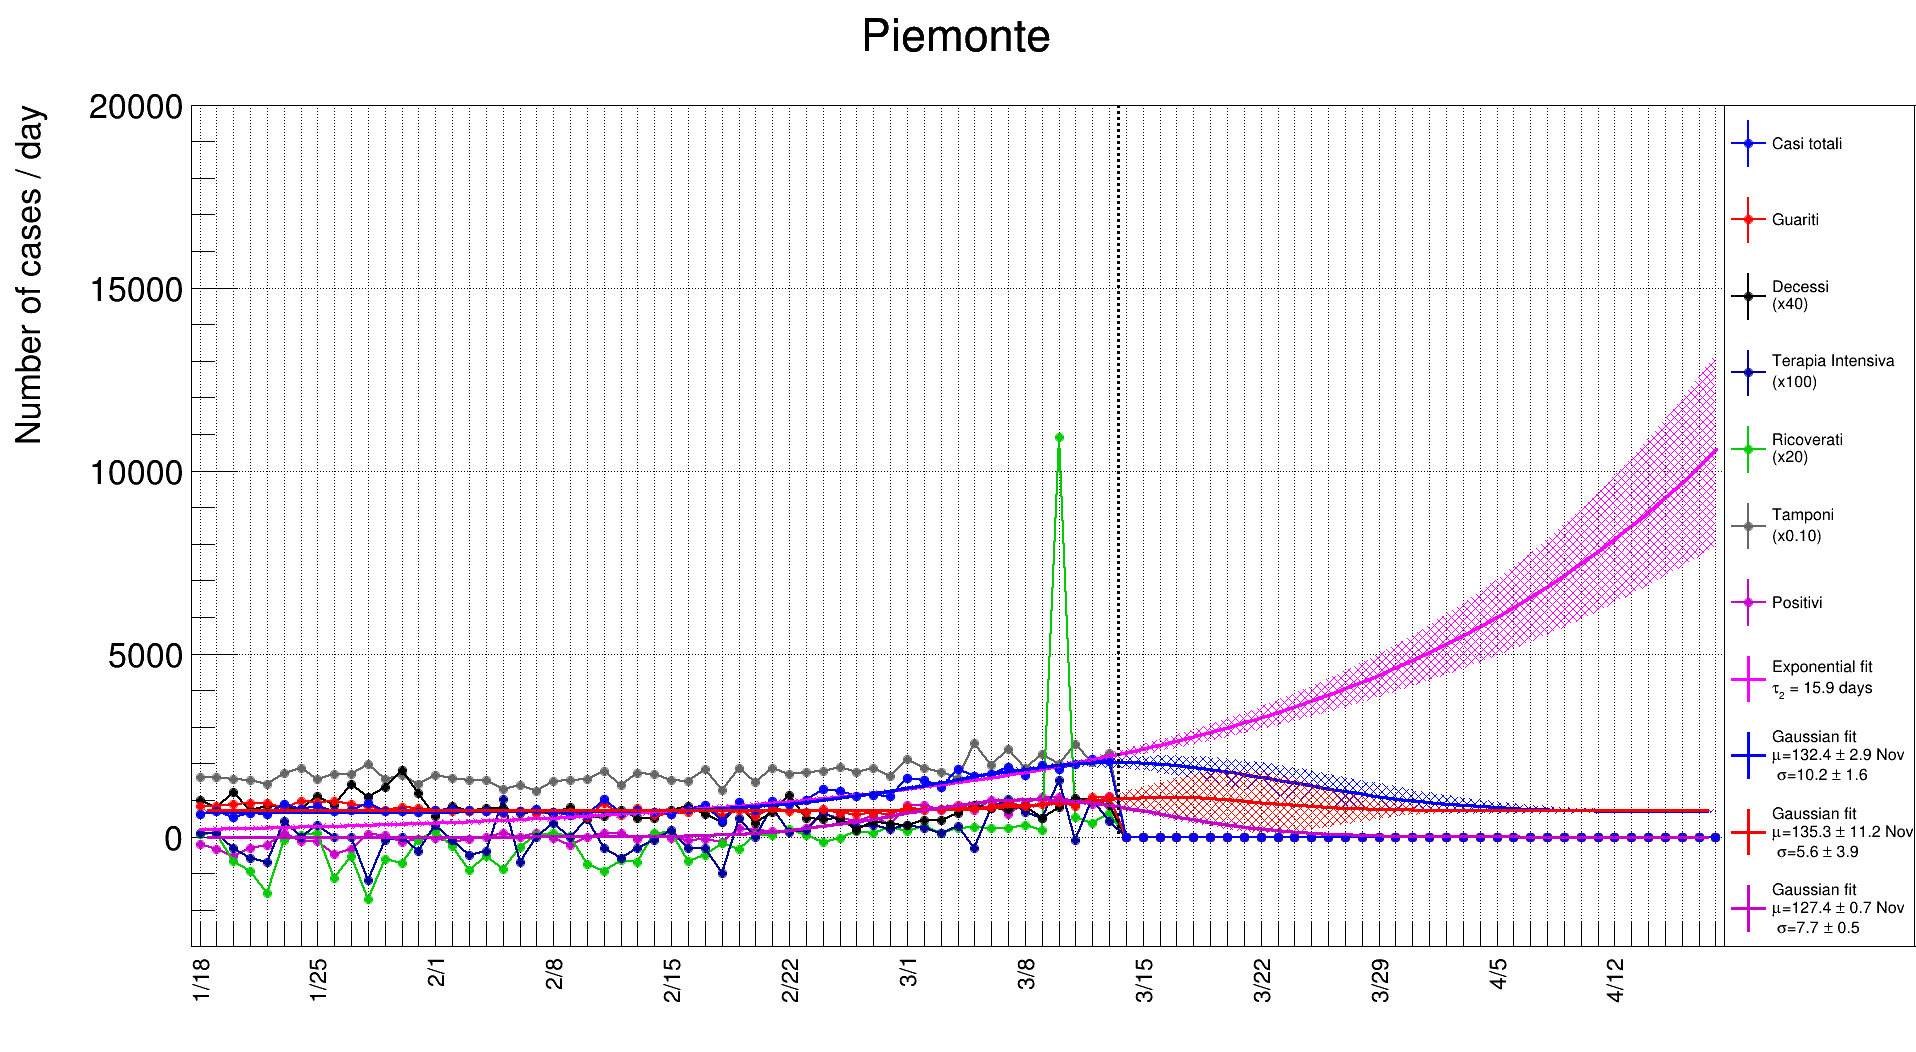 Piemonte
Number of cases / day
20000
15000
10000
5000
0
1/18
1/25
2/1
2/8
2/15
2/22
3/1
3/8
3/15
3/22
3/29
4/5
4/12
Casi totali
Guariti
Decessi
(x40)
Terapia Intensiva
(x100)
Ricoverati
(x20)
Tamponi
(x0.10)
Positivi
Exponential fit
τ2 = 15.9 days
Gaussian fit
μ=132.4 ± 2.9 Nov
σ=10.2 ± 1.6
Gaussian fit
μ=135.3 ± 11.2 Nov
σ=5.6 ± 3.9
Gaussian fit
μ=127.4 ± 0.7 Nov
σ=7.7 ± 0.5